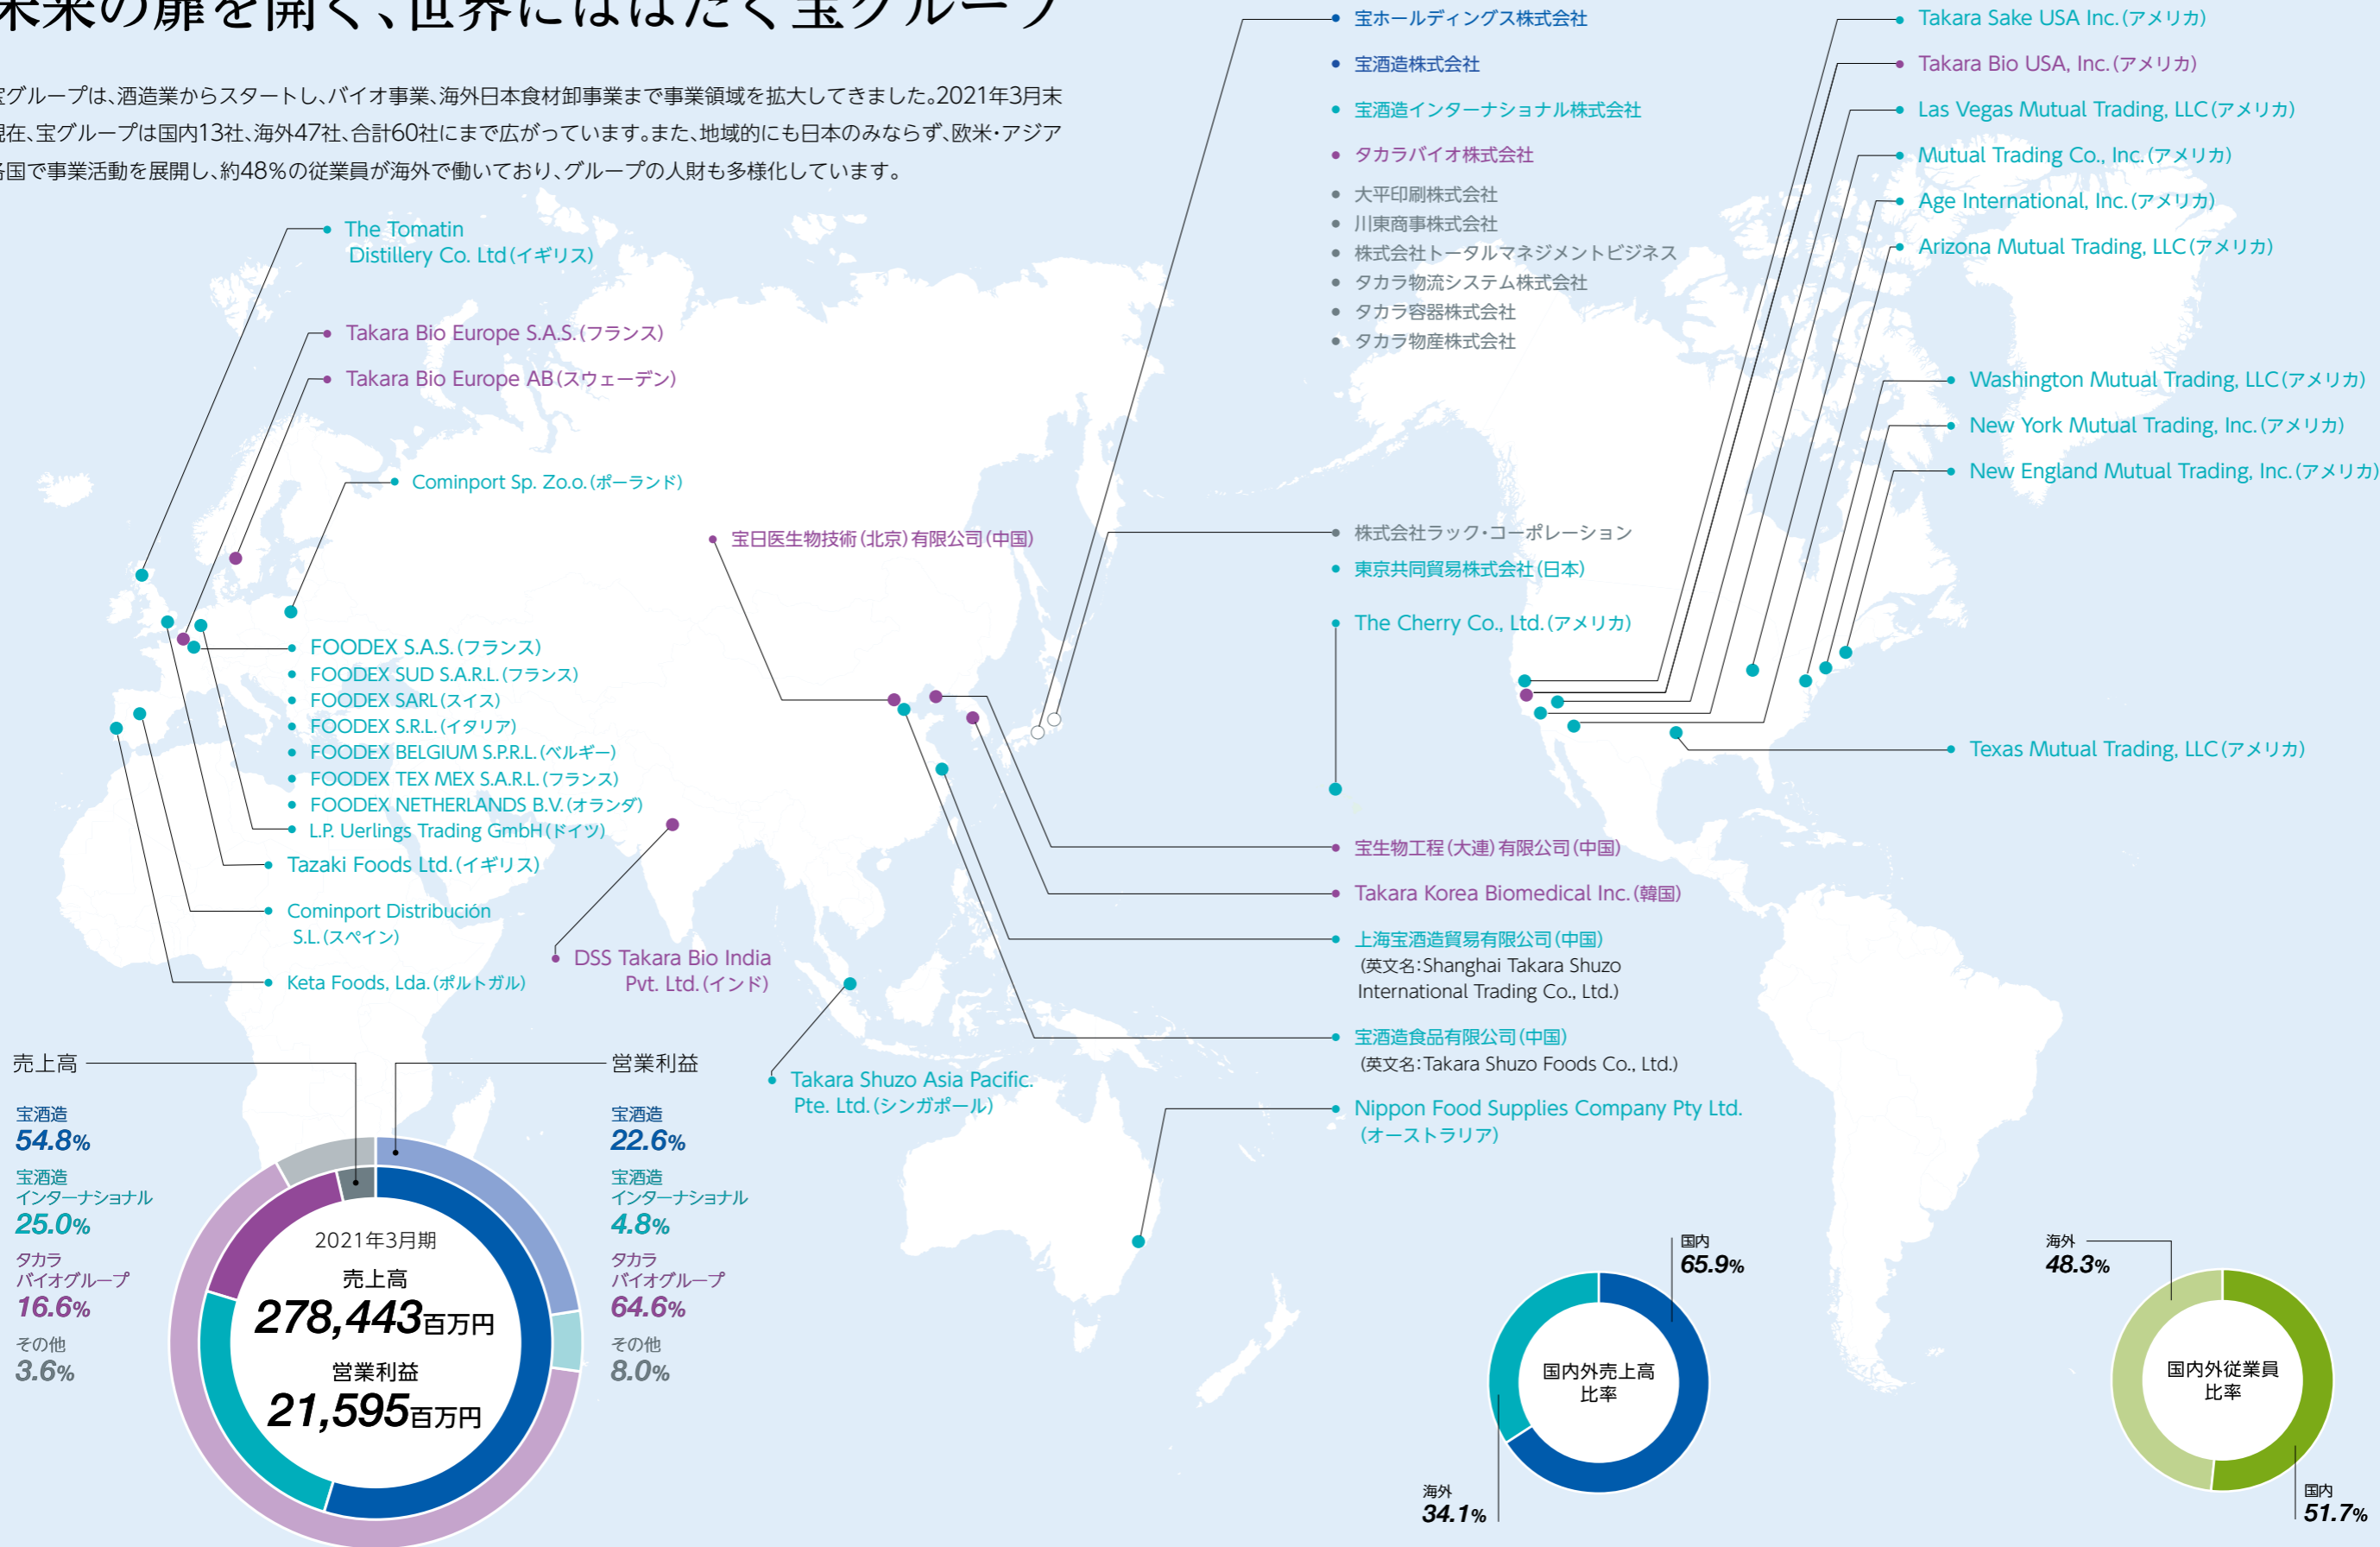 未来の扉を開く、世界にはばたく宝グループ
宝グループは、酒造業からスタートし、バイオ事業、海外日本食材卸事業まで事業領域を拡大してきました。2021年3月末
現在、宝グループは国内13社、海外47社、合計60社にまで広がっています。また、地域的にも日本のみならず、欧米・アジア
各国で事業活動を展開し、約48%の従業員が海外で働いており、グループの人財も多様化しています。
The Tomatin
Distillery Co. Ltd(イギリス)
Takara Bio Europe S.A.S.(フランス)
Takara Bio Europe AB(スウェーデン)
Cominport Sp. Zo.o.(ポーランド)
宝日医生物技術(北京)有限公司(中国)
FOODEX S.A.S.(フランス)
FOODEX SUD S.A.R.L.(フランス)
FOODEX SARL(スイス)
FOODEX S.R.L.(イタリア)
FOODEX BELGIUM S.P.R.L.(ベルギー)
FOODEX TEX MEX S.A.R.L.(フランス)
FOODEX NETHERLANDS B.V.(オランダ)
L.P. Uerlings Trading GmbH(ドイツ)
Tazaki Foods Ltd.(イギリス)
Cominport Distribución
S.L.(スペイン)
Keta Foods, Lda.(ポルトガル)
DSS Takara Bio India
Pvt. Ltd.(インド)
Takara Shuzo Asia Pacific.
Pte. Ltd.(シンガポール)
宝ホールディングス株式会社
宝酒造株式会社
宝酒造インターナショナル株式会社
タカラバイオ株式会社
大平印刷株式会社
川東商事株式会社
株式会社トータルマネジメントビジネス
タカラ物流システム株式会社
タカラ容器株式会社
タカラ物産株式会社
株式会社ラック・コーポレーション
東京共同貿易株式会社(日本)
The Cherry Co., Ltd.(アメリカ)
宝生物工程(大連)有限公司(中国)
Takara Korea Biomedical Inc.(韓国)
上海宝酒造貿易有限公司(中国)
(英文名:Shanghai Takara Shuzo
International Trading Co., Ltd.)
宝酒造食品有限公司(中国)
(英文名:Takara Shuzo Foods Co., Ltd.)
Nippon Food Supplies Company Pty Ltd.
(オーストラリア)
Takara Sake USA Inc.(アメリカ)
Takara Bio USA, Inc.(アメリカ)
Las Vegas Mutual Trading, LLC(アメリカ)
Mutual Trading Co., Inc.(アメリカ)
Age International, Inc.(アメリカ)
Arizona Mutual Trading, LLC(アメリカ)
Washington Mutual Trading, LLC(アメリカ)
New York Mutual Trading, Inc.(アメリカ)
New England Mutual Trading, Inc.(アメリカ)
Texas Mutual Trading, LLC(アメリカ)
売上高
宝酒造
54.8%
宝酒造
インターナショナル
25.0%
タカラ
バイオグループ
16.6%
その他
3.6%
2021年3月期
売上高
278,443百万円
営業利益
21,595百万円
営業利益
宝酒造
22.6%
宝酒造
インターナショナル
4.8%
タカラ
バイオグループ
64.6%
その他
8.0%
国内
65.9%
国内外売上高
比率
海外
34.1%
海外
48.3%
国内外従業員
比率
国内
51.7%